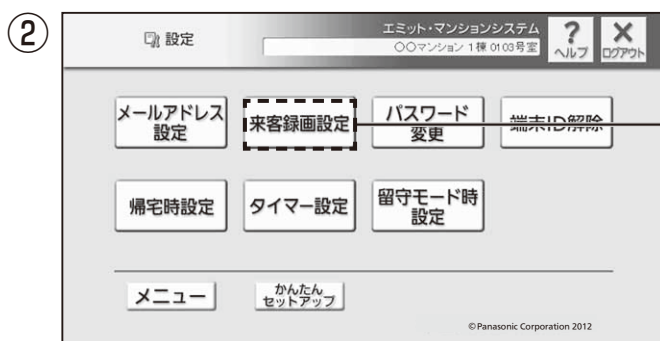 ②
設定
エミット・マンションシステム
○○マンション 1棟 0103号室
?
ヘルプ
×
ログアウト
メールアドレス
設定
来客録画設定
パスワード
変更
端末ID解除
帰宅時設定
タイマー設定
留守モード時
設定
メニュー
かんたん
セットアップ
©Panasonic Corporation 2012